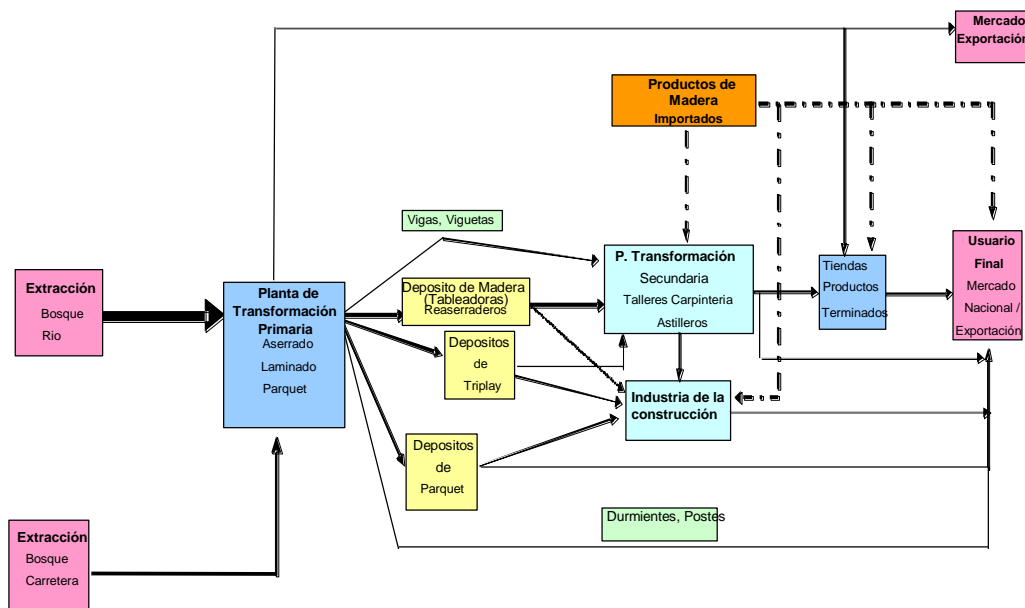 Mercado
Exportación
Productos de
Madera
Importados
Vigas, Viguetas
P. Transformación
Secundaria
Talleres Carpinteria
Astilleros
Tiendas
Productos
Terminados
Usuario
Final
Mercado
Nacional /
Exportación
Extracción
Bosque
Rio
Planta de
Transformación
Primaria
Aserrado
Laminado
Parquet
Deposito de Madera
(Tableadoras)
Reaserraderos
Depositos
de
Triplay
Industria de la
construcción
Depositos
de
Parquet
Durmientes, Postes
Extracción
Bosque
Carretera